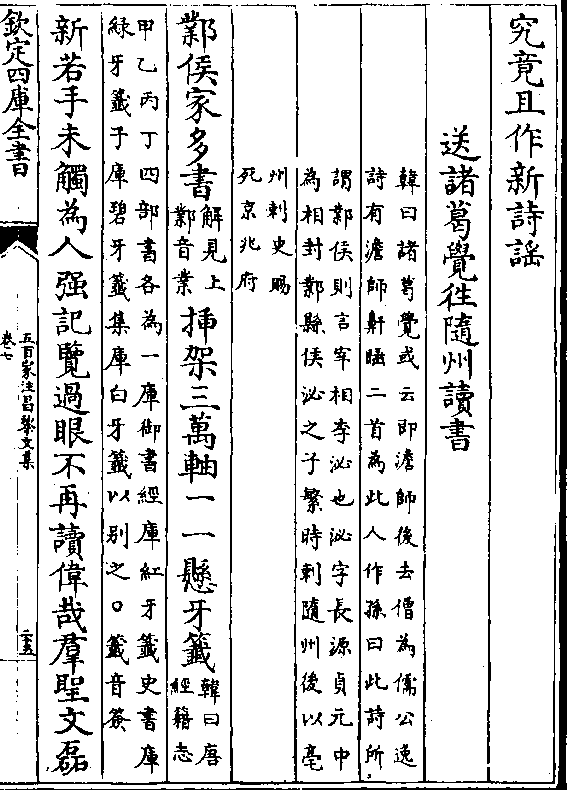 究竟且作新詩謡
送諸葛覺往隨州讀書
韓曰諸葛覺或云即澹師後去僧為儒公逸
詩有澹師鼾睡二首為此人作孫曰此詩所
謂鄴侯則言宰相李泌也泌字長源貞元中
為相封鄴縣侯泌之子繁時刺隨州後以亳
州刺史賜
死京兆府
鄴侯家多書解見上鄴音業揷架三萬軸一一懸牙籤韓曰唐經籍志
甲乙丙丁四部書各為一庫御書經庫紅牙籤史書庫
綠牙籤子庫碧牙籤集庫白牙籤以别之○籤音簽
新若手未觸為人强記覽過眼不再讀偉哉羣聖文磊
欽定四庫全書
五百家注昌黎文集
卷七
二十五